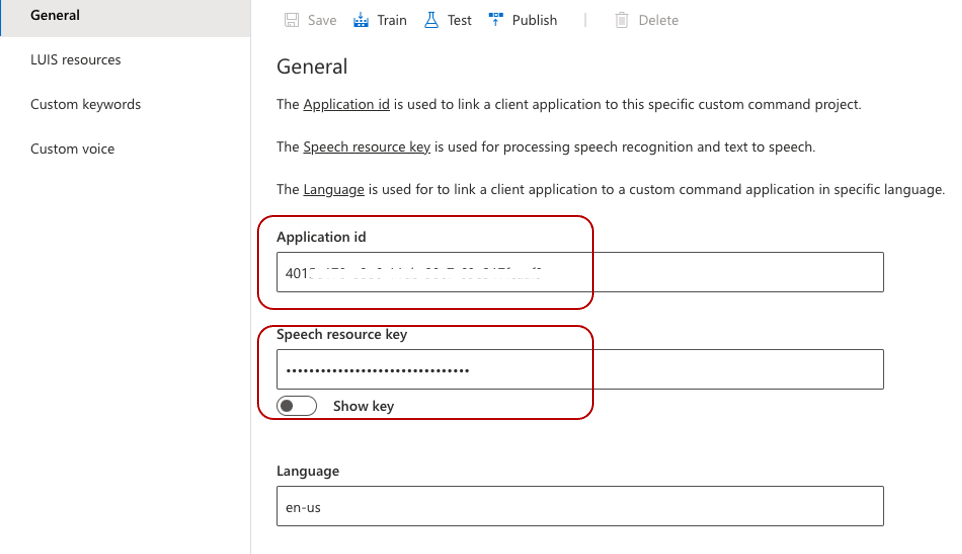 General
Save Train Test Publish | Delete
LUIS resources
Custom keywords
Custom voice
General
The Application id is used to link a client application to this specific custom command project.
The Speech resource key is used for processing speech recognition and text to speech.
The Language is used for to link a client application to a custom command application in specific language.
Application id
Speech resource key
••••••••••••••••••••••••••••••••
Show key
Language
en-us